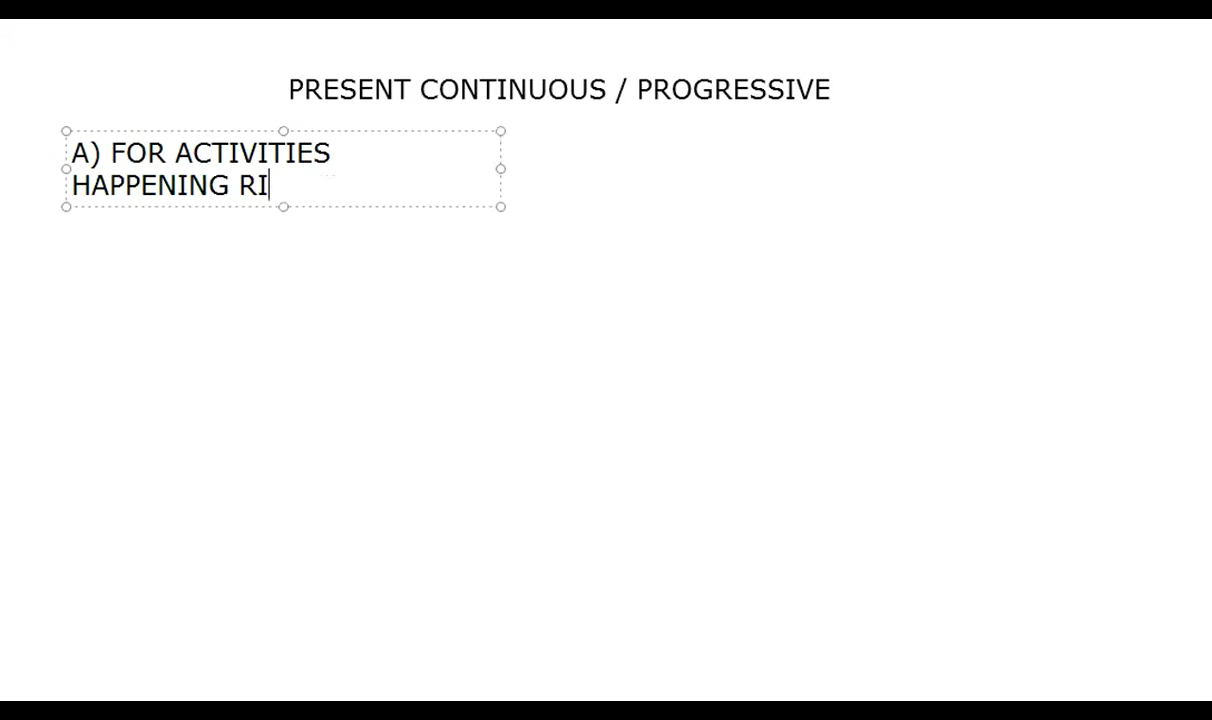 PRESENT CONTINUOUS / PROGRESSIVE
A) FOR ACTIVITIES
HAPPENING RI